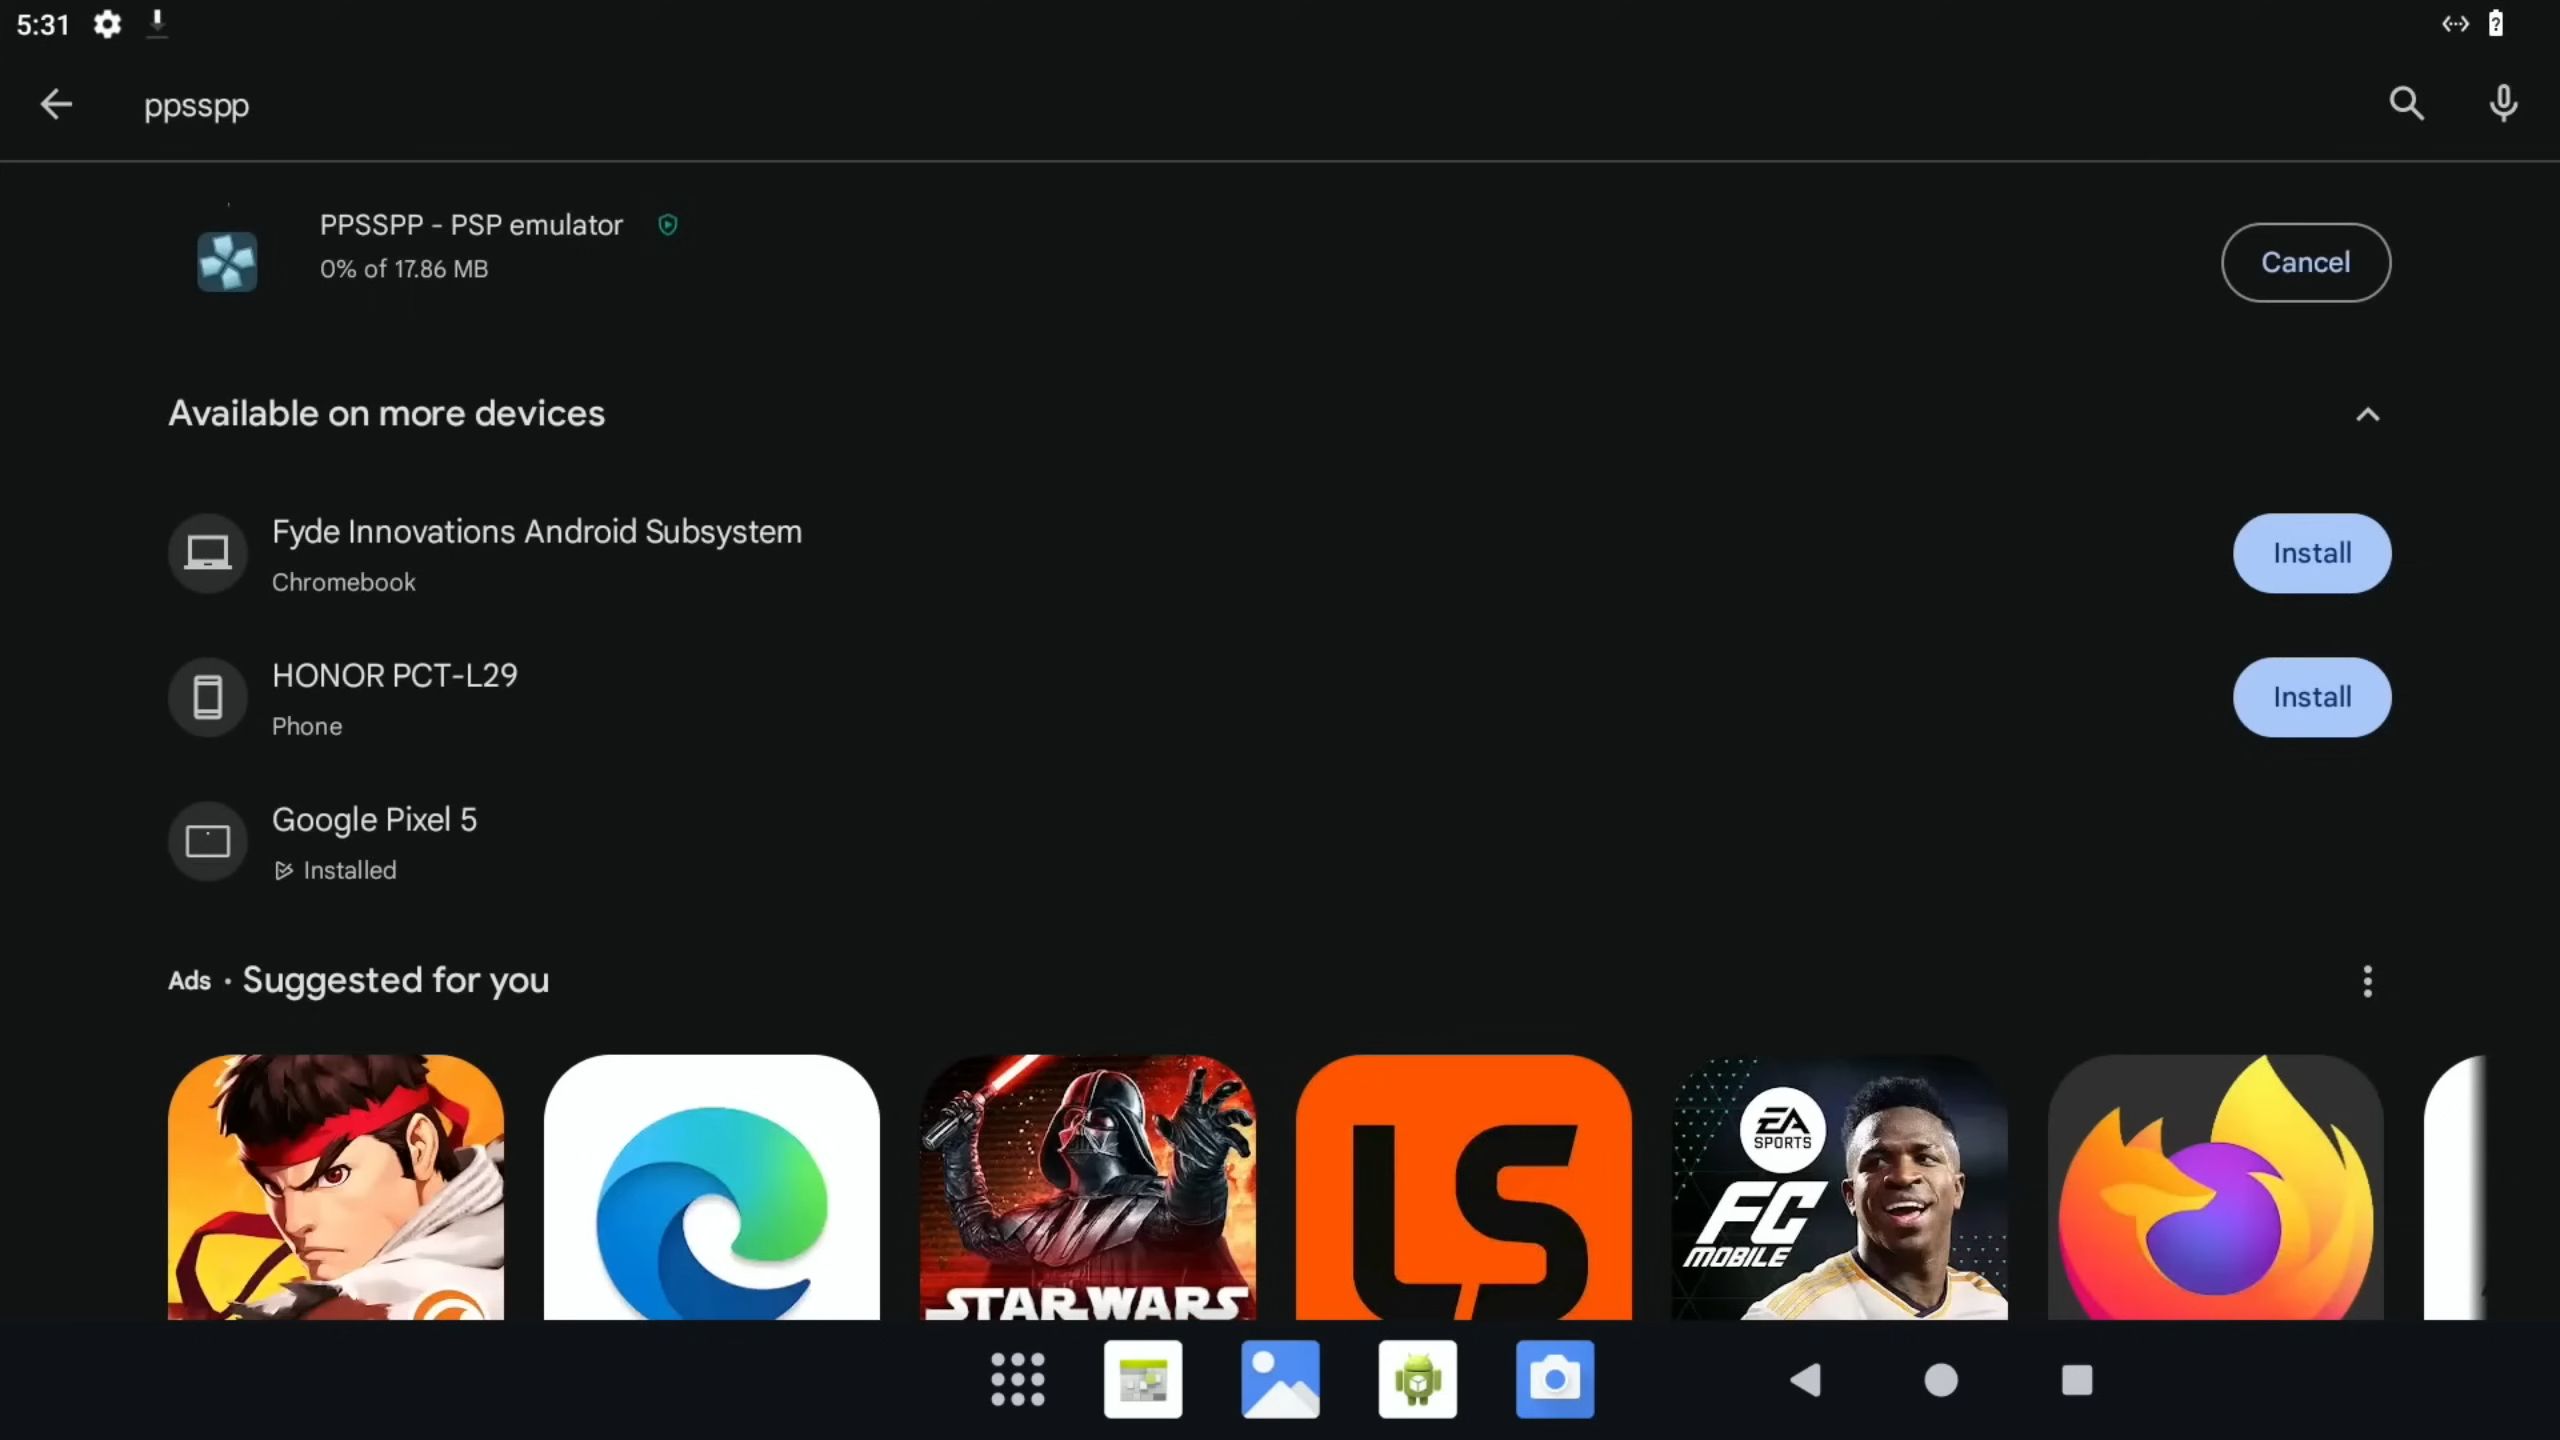 5:31
ppsspp
PPSSPP - PSP emulator
0% of 17.86 MB
Cancel
Available on more devices
Fyde Innovations Android Subsystem
Chromebook
Install
HONOR PCT-L29
Phone
Install
Google Pixel 5
Installed
Ads · Suggested for you
STAR WARS
LS
EA
SPORTS
FC
MOBILE